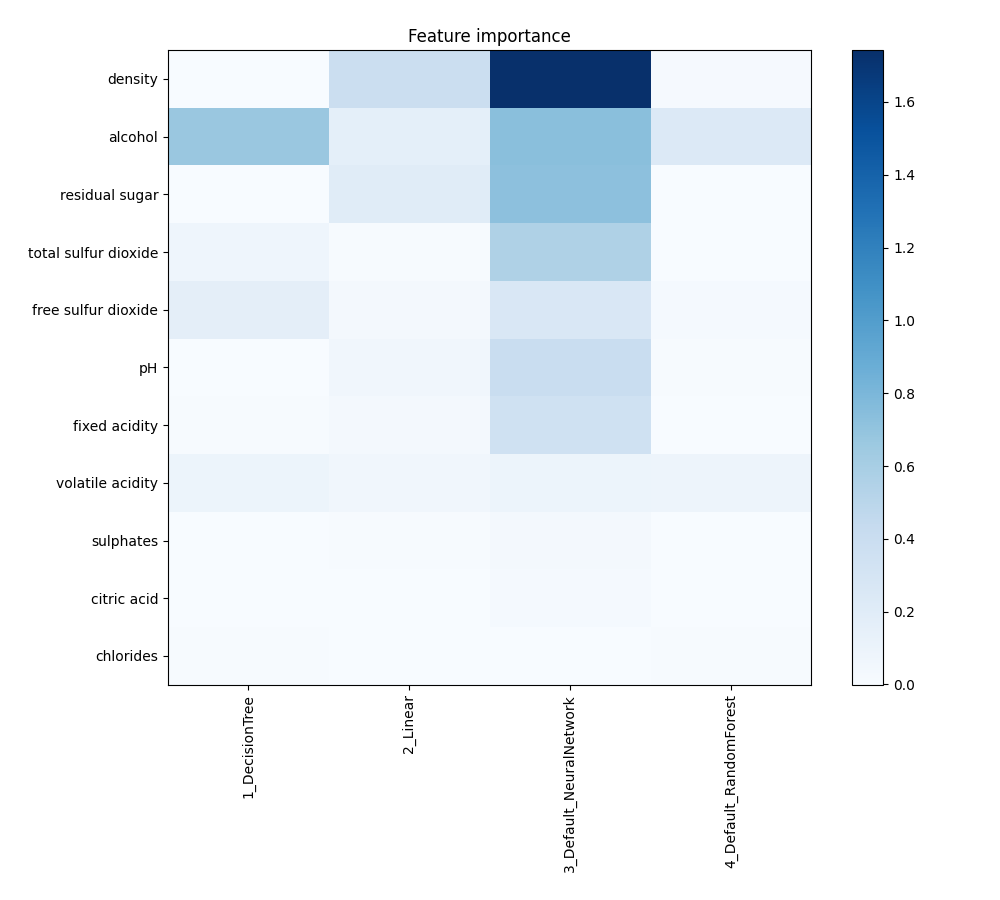 Feature importance
density
alcohol
residual sugar
total sulfur dioxide
free sulfur dioxide
pH
fixed acidity
volatile acidity
sulphates
citric acid
chlorides
1_DecisionTree
2_Linear
3_Default_NeuralNetwork
4_Default_RandomForest
1.6
1.4
1.2
1.0
0.8
0.6
0.4
0.2
0.0